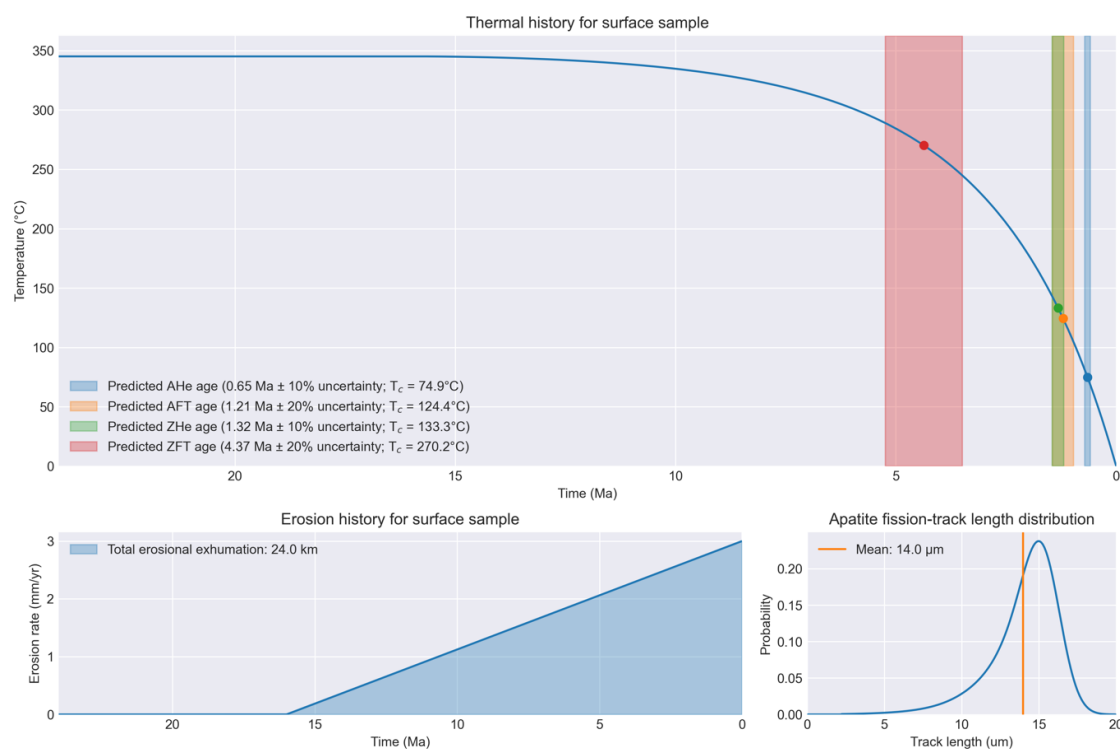 Thermal history for surface sample
350
300
250
200
150
100
50
0
Temperature (°C)
Predicted AHe age (0.65 Ma ± 10% uncertainty; Tc = 74.9°C)
Predicted AFT age (1.21 Ma ± 20% uncertainty; Tc = 124.4°C)
Predicted ZHe age (1.32 Ma ± 10% uncertainty; Tc = 133.3°C)
Predicted ZFT age (4.37 Ma ± 20% uncertainty; Tc = 270.2°C)
20 15 10 5 0
Time (Ma)
Erosion history for surface sample
3
2
1
0
Erosion rate (mm/yr)
Total erosional exhumation: 24.0 km
20 15 10 5 0
Time (Ma)
Apatite fission-track length distribution
Mean: 14.0 µm
0.20
0.15
0.10
0.05
0.00
Probability
0 5 10 15 20
Track length (um)